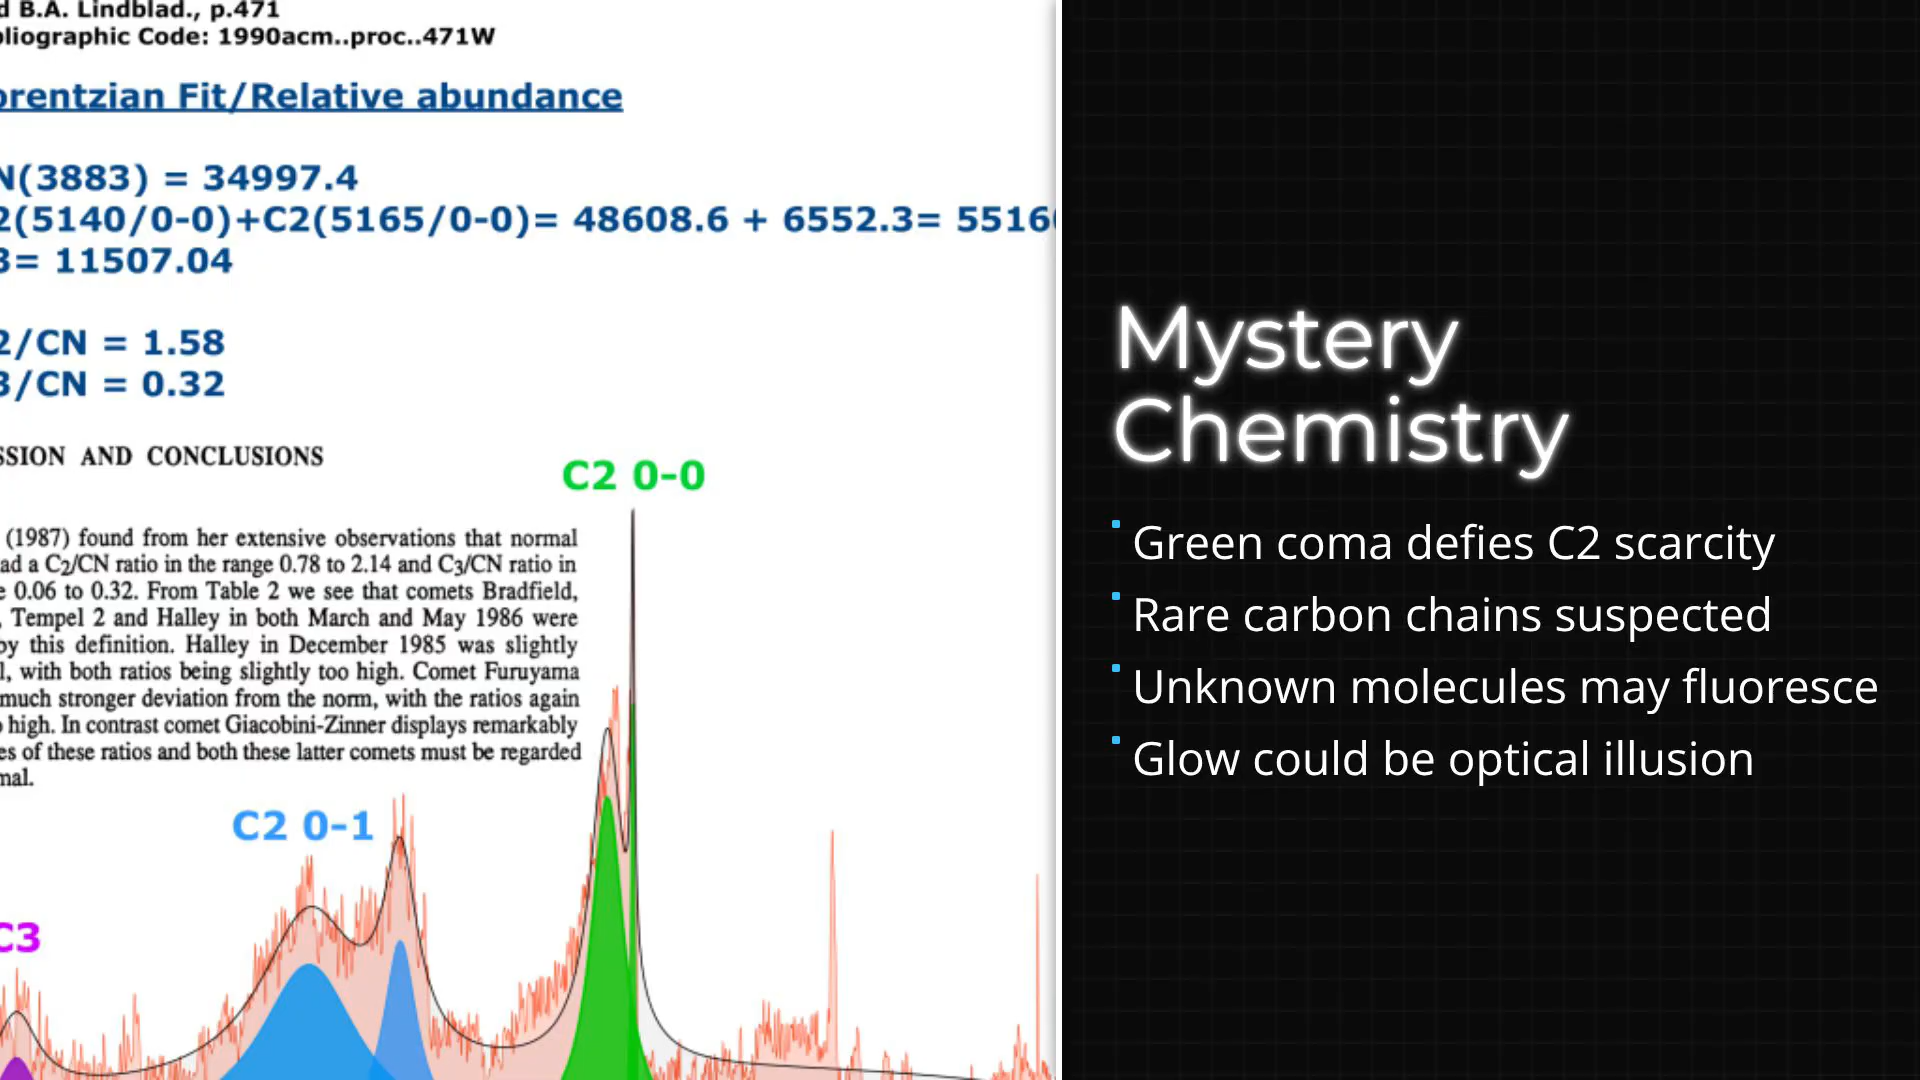 d B.A. Lindblad., p.471
bliographic Code: 1990acm..proc..471W
orentzian Fit/Relative abundance
N(3883) = 34997.4
2(5140/0-0)+C2(5165/0-0)= 48608.6 + 6552.3= 5516
3= 11507.04
2/CN = 1.58
3/CN = 0.32
SSION AND CONCLUSIONS
(1987) found from her extensive observations that normal
ad a C2/CN ratio in the range 0.78 to 2.14 and C3/CN ratio in
e 0.06 to 0.32. From Table 2 we see that comets Bradfield,
, Tempel 2 and Halley in both March and May 1986 were
by this definition. Halley in December 1985 was slightly
l, with both ratios being slightly too high. Comet Furuyama
much stronger deviation from the norm, with the ratios again
o high. In contrast comet Giacobini-Zinner displays remarkably
es of these ratios and both these latter comets must be regarded
mal.
C2 0-0
C2 0-1
C3
Mystery
Chemistry
Green coma defies C2 scarcity
Rare carbon chains suspected
Unknown molecules may fluoresce
Glow could be optical illusion